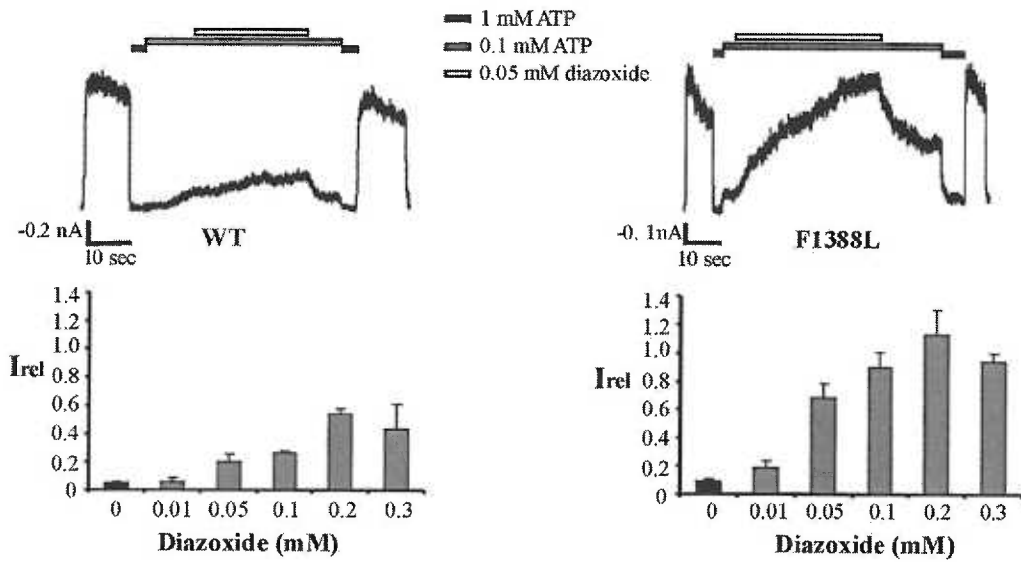 1 mM ATP
0.1 mM ATP
0.05 mM diazoxide
-0.2 nA
10 sec
WT
-0. 1nA
10 sec
F1388L
1.4
1.2
1.0
0.8
0.6
0.4
0.2
0
Irel
0 0.01 0.05 0.1 0.2 0.3
Diazoxide (mM)
1.4
1.2
1.0
0.8
0.6
0.4
0.2
0
Irel
0 0.01 0.05 0.1 0.2 0.3
Diazoxide (mM)